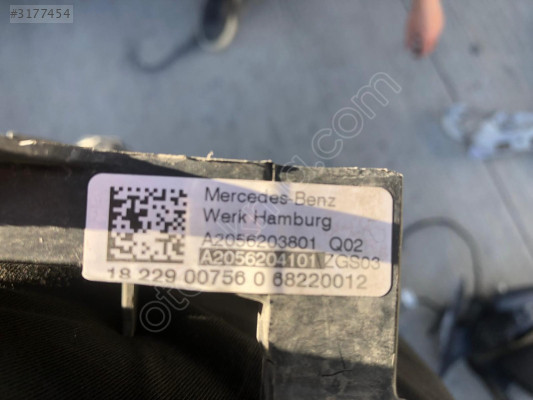 #3177454
Mercedes-Benz
Werk Hamburg
A2056203801 Q02
A2056204101 ZGS03
18 229 00756 0 68220012